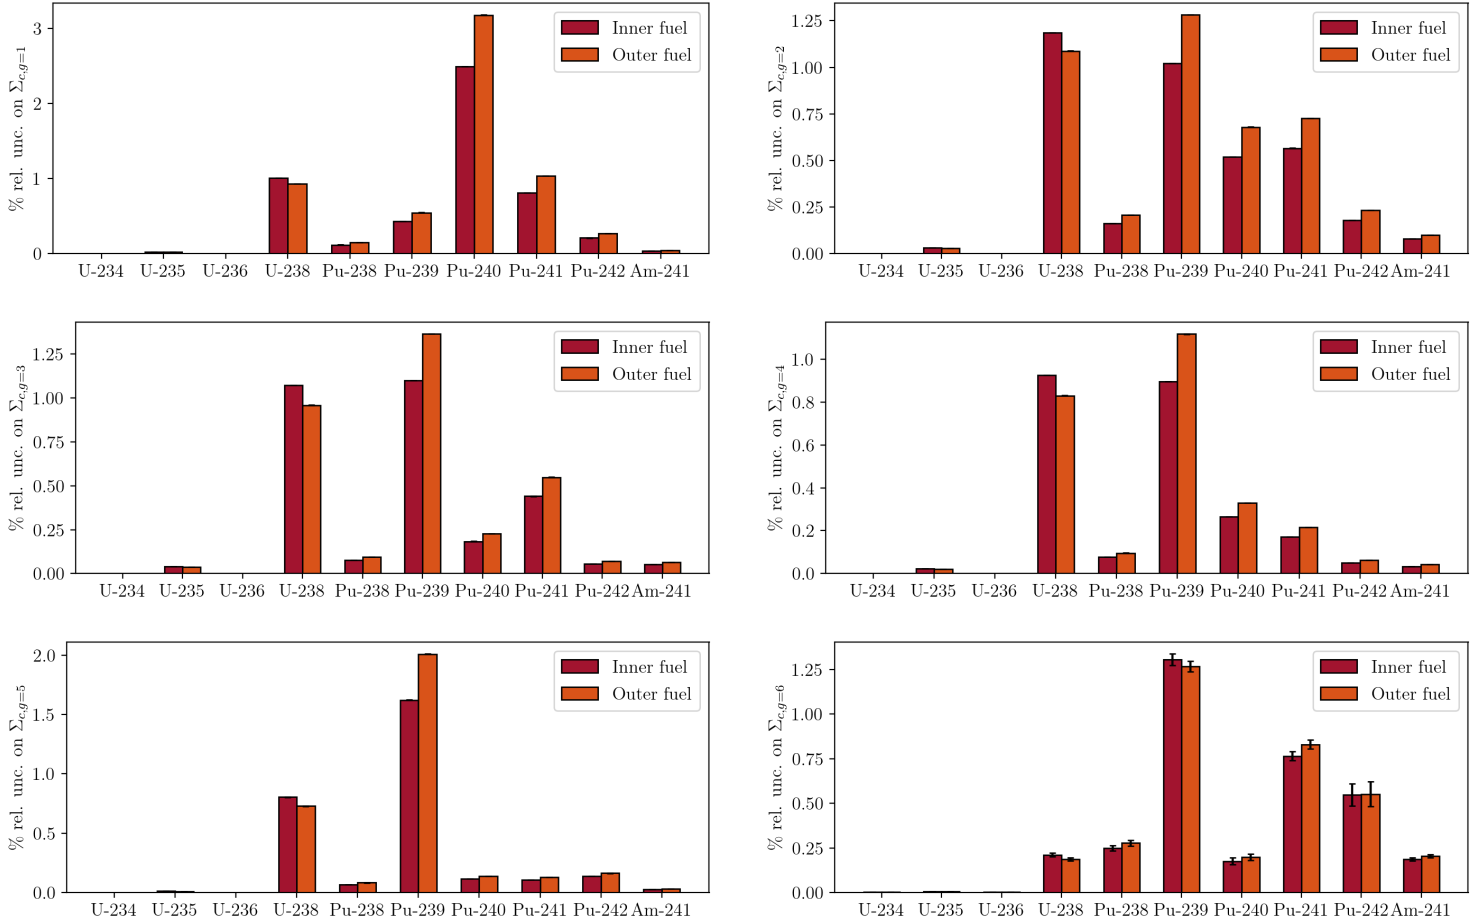 % rel. unc. on Σc,g=1
3
2
1
0
Inner fuel
Outer fuel
U-234 U-235 U-236 U-238 Pu-238 Pu-239 Pu-240 Pu-241 Pu-242 Am-241
% rel. unc. on Σc,g=2
1.25
1.00
0.75
0.50
0.25
0.00
Inner fuel
Outer fuel
U-234 U-235 U-236 U-238 Pu-238 Pu-239 Pu-240 Pu-241 Pu-242 Am-241
% rel. unc. on Σc,g=3
1.25
1.00
0.75
0.50
0.25
0.00
Inner fuel
Outer fuel
U-234 U-235 U-236 U-238 Pu-238 Pu-239 Pu-240 Pu-241 Pu-242 Am-241
% rel. unc. on Σc,g=4
1.0
0.8
0.6
0.4
0.2
0.0
Inner fuel
Outer fuel
U-234 U-235 U-236 U-238 Pu-238 Pu-239 Pu-240 Pu-241 Pu-242 Am-241
% rel. unc. on Σc,g=5
2.0
1.5
1.0
0.5
0.0
Inner fuel
Outer fuel
U-234 U-235 U-236 U-238 Pu-238 Pu-239 Pu-240 Pu-241 Pu-242 Am-241
% rel. unc. on Σc,g=6
1.25
1.00
0.75
0.50
0.25
0.00
Inner fuel
Outer fuel
U-234 U-235 U-236 U-238 Pu-238 Pu-239 Pu-240 Pu-241 Pu-242 Am-241